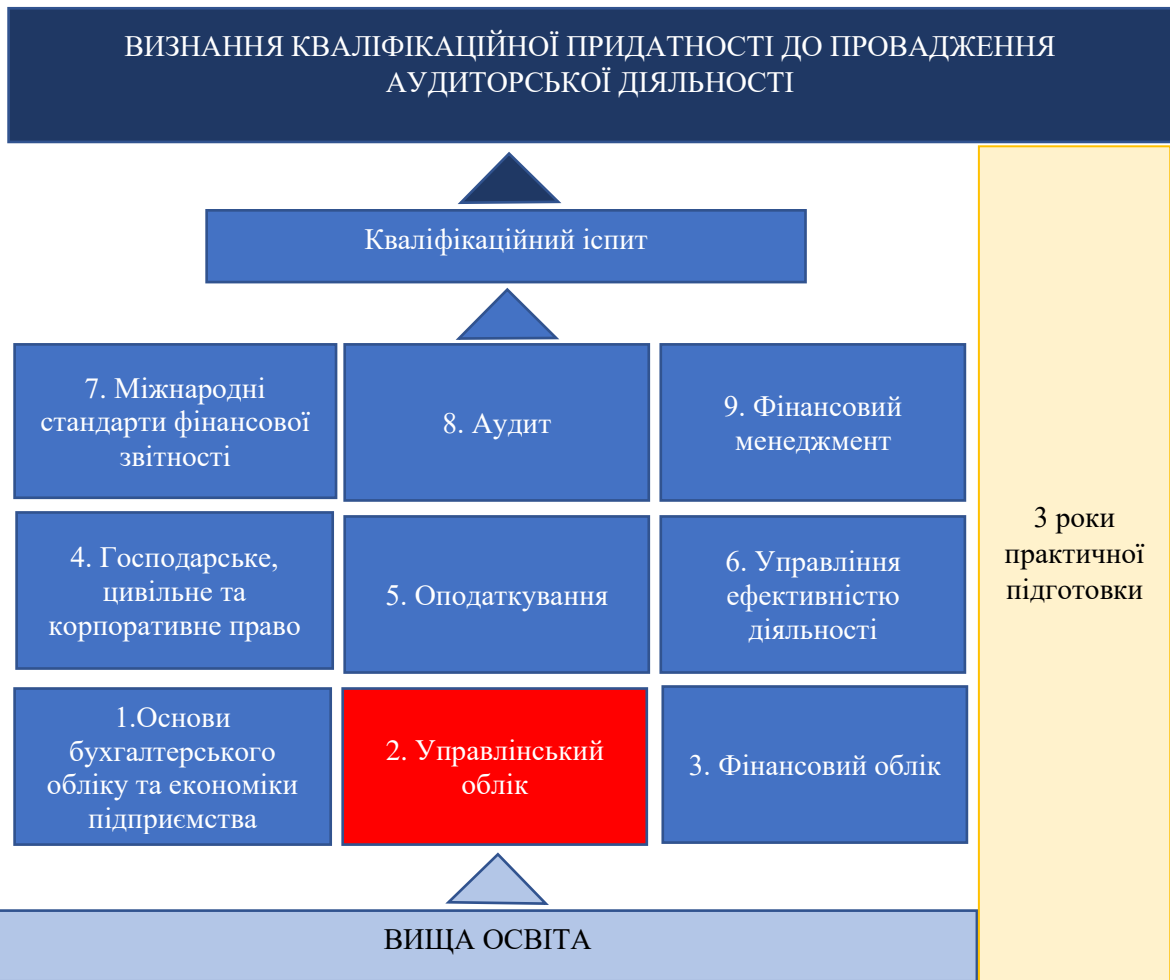 ВИЗНАННЯ КВАЛІФІКАЦІЙНОЇ ПРИДАТНОСТІ ДО ПРОВАДЖЕННЯ
АУДИТОРСЬКОЇ ДІЯЛЬНОСТІ
Кваліфікаційний іспит
7. Міжнародні
стандарти фінансової
звітності
8. Аудит
9. Фінансовий
менеджмент
4. Господарське,
цивільне та
корпоративне право
5. Оподаткування
6. Управління
ефективністю
діяльності
1.Основи
бухгалтерського
обліку та економіки
підприємства
2. Управлінський
облік
3. Фінансовий облік
3 роки
практичної
підготовки
ВИЩА ОСВІТА